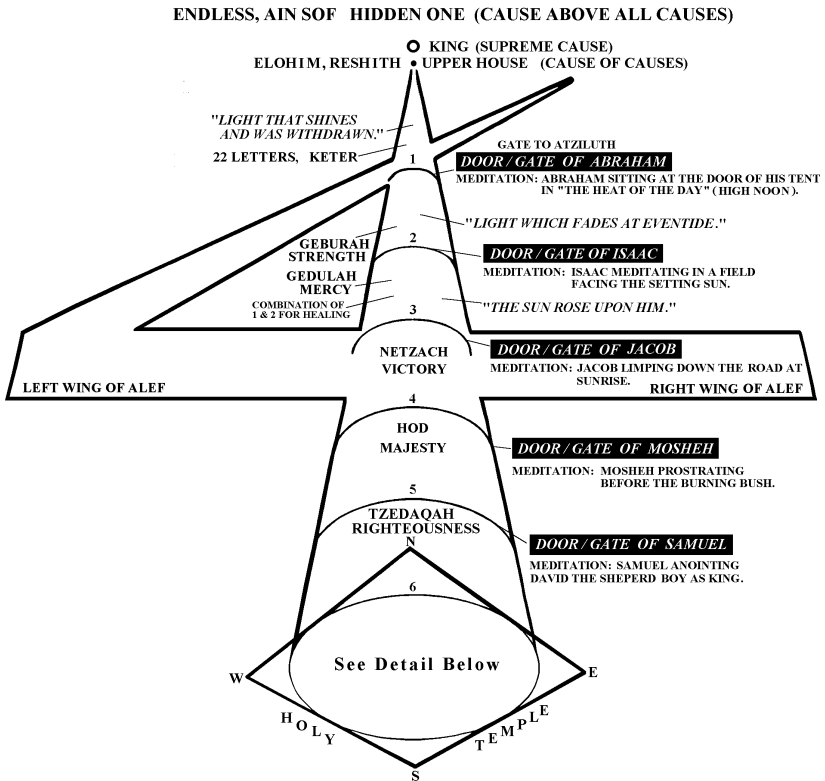 ENDLESS, AIN SOF HIDDEN ONE (CAUSE ABOVE ALL CAUSES)
KING (SUPREME CAUSE)
ELOHIM, RESHITH • UPPER HOUSE (CAUSE OF CAUSES)
"LIGHT THAT SHINES
AND WAS WITHDRAWN."
22 LETTERS, KETER
GATE TO ATZILUTH
1
DOOR / GATE OF ABRAHAM
MEDITATION: ABRAHAM SITTING AT THE DOOR OF HIS TENT
IN "THE HEAT OF THE DAY" (HIGH NOON).
"LIGHT WHICH FADES AT EVENTIDE."
GEBURAH
STRENGTH
2
DOOR / GATE OF ISAAC
MEDITATION: ISAAC MEDITATING IN A FIELD
FACING THE SETTING SUN.
GEDULAH
MERCY
COMBINATION OF
1 & 2 FOR HEALING
"THE SUN ROSE UPON HIM."
3
DOOR / GATE OF JACOB
MEDITATION: JACOB LIMPING DOWN THE ROAD AT
SUNRISE.
NETZACH
VICTORY
LEFT WING OF ALEF
RIGHT WING OF ALEF
4
HOD
MAJESTY
DOOR / GATE OF MOSHEH
MEDITATION: MOSHEH PROSTRATING
BEFORE THE BURNING BUSH.
5
TZEDAQAH
RIGHTEOUSNESS
DOOR / GATE OF SAMUEL
MEDITATION: SAMUEL ANOINTING
DAVID THE SHEPERD BOY AS KING.
N
6
See Detail Below
W
E
HOLY
TEMPLE
S